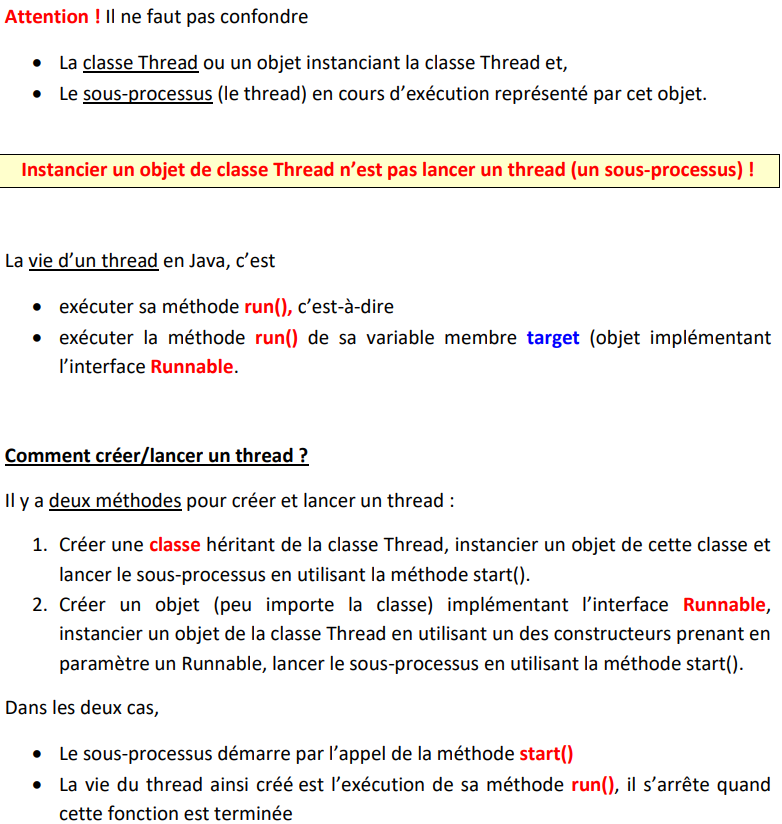 Attention ! Il ne faut pas confondre
• La classe Thread ou un objet instanciant la classe Thread et,
• Le sous-processus (le thread) en cours d’exécution représenté par cet objet.
Instancier un objet de classe Thread n’est pas lancer un thread (un sous-processus) !
La vie d’un thread en Java, c’est
• exécuter sa méthode run(), c’est-à-dire
• exécuter la méthode run() de sa variable membre target (objet implémentant
l’interface Runnable.
Comment créer/lancer un thread ?
Il y a deux méthodes pour créer et lancer un thread :
1. Créer une classe héritant de la classe Thread, instancier un objet de cette classe et
lancer le sous-processus en utilisant la méthode start().
2. Créer un objet (peu importe la classe) implémentant l’interface Runnable,
instancier un objet de la classe Thread en utilisant un des constructeurs prenant en
paramètre un Runnable, lancer le sous-processus en utilisant la méthode start().
Dans les deux cas,
• Le sous-processus démarre par l’appel de la méthode start()
• La vie du thread ainsi créé est l’exécution de sa méthode run(), il s’arrête quand
cette fonction est terminée